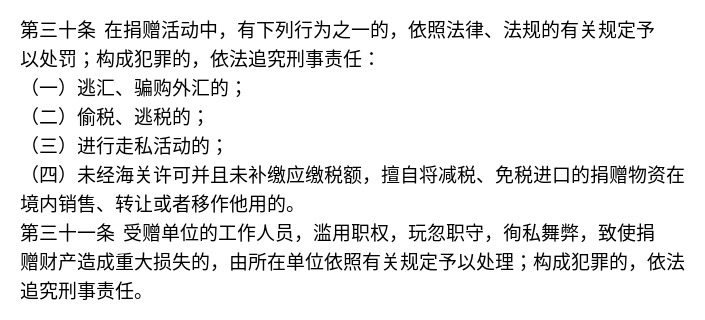 第三十条 在捐赠活动中，有下列行为之一的，依照法律、法规的有关规定予
以处罚；构成犯罪的，依法追究刑事责任：
（一）逃汇、骗购外汇的；
（二）偷税、逃税的；
（三）进行走私活动的；
（四）未经海关许可并且未补缴应缴税额，擅自将减税、免税进口的捐赠物资在
境内销售、转让或者移作他用的。
第三十一条 受赠单位的工作人员，滥用职权，玩忽职守，徇私舞弊，致使捐
赠财产造成重大损失的，由所在单位依照有关规定予以处理；构成犯罪的，依法
追究刑事责任。